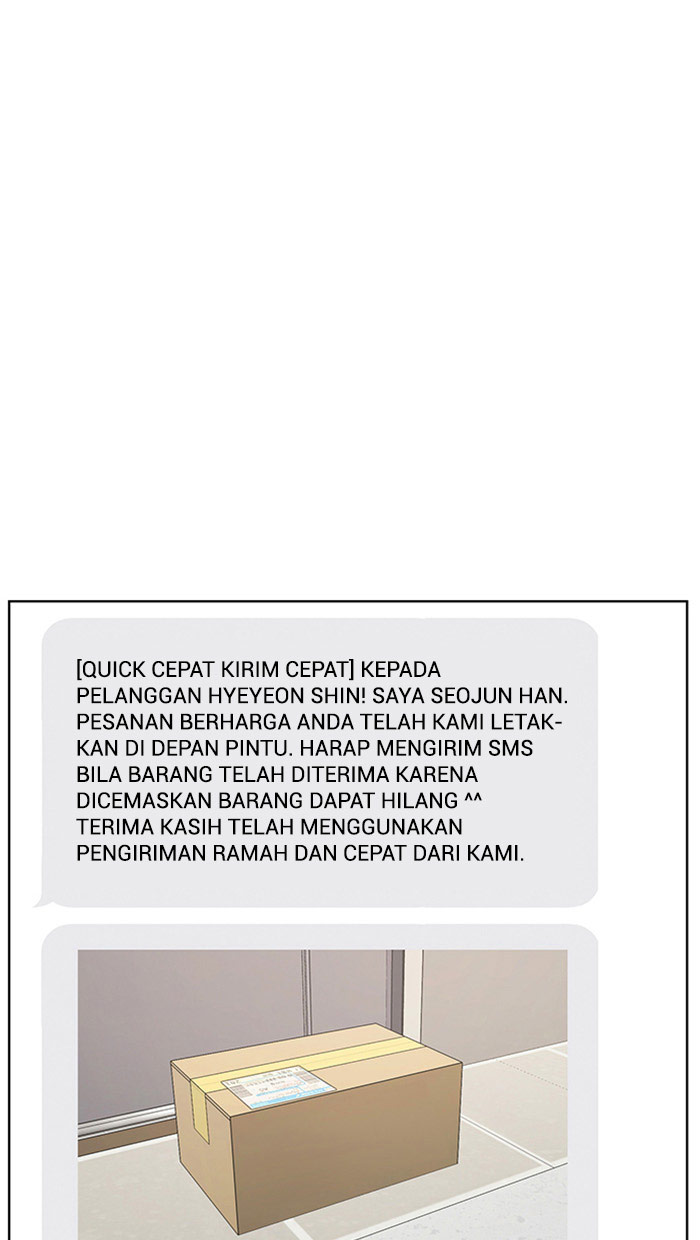 [QUICK CEPAT KIRIM CEPAT] KEPADA
PELANGGAN HYEYEON SHIN! SAYA SEOJUN HAN.
PESANAN BERHARGA ANDA TELAH KAMI LETAK-
KAN DI DEPAN PINTU. HARAP MENGIRIM SMS
BILA BARANG TELAH DITERIMA KARENA
DICEMASKAN BARANG DAPAT HILANG ^^
TERIMA KASIH TELAH MENGGUNAKAN
PENGIRIMAN RAMAH DAN CEPAT DARI KAMI.